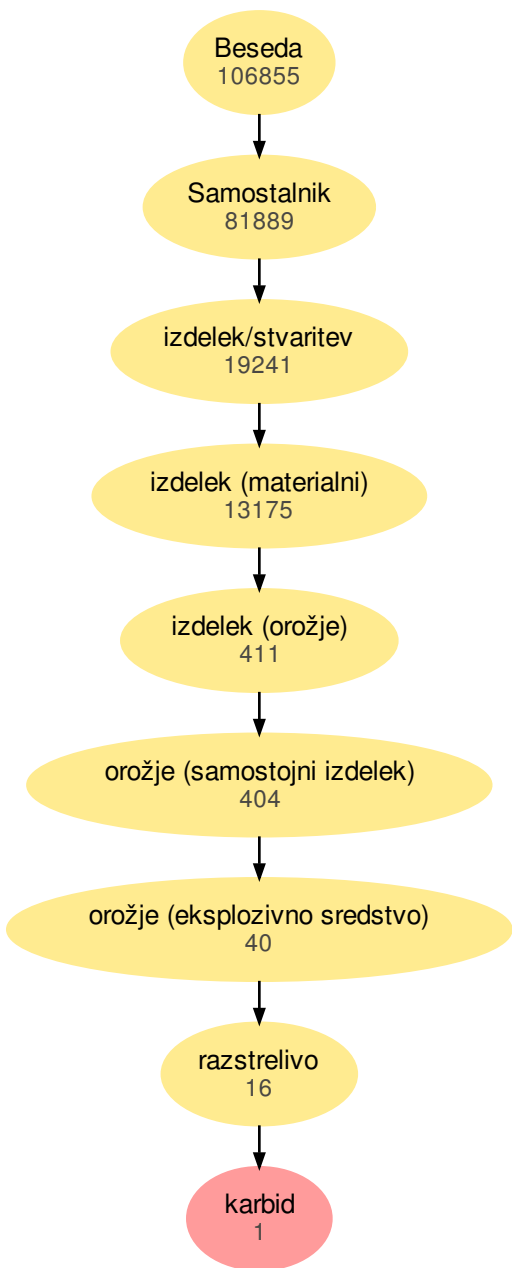 Beseda
106855
Samostalnik
81889
izdelek/stvaritev
19241
izdelek (materialni)
13175
izdelek (orožje)
411
orožje (samostojni izdelek)
404
orožje (eksplozivno sredstvo)
40
razstrelivo
16
karbid
1